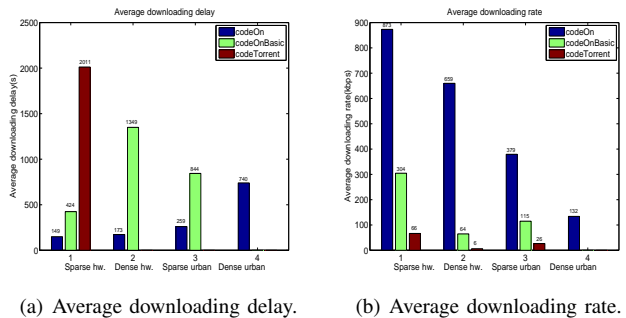 Average downloading delay
Average downloading delay(s)
2500
2000
1500
1000
500
0
codeOn
codeOnBasic
codeTorrent
149
424
2011
173
1349
259
844
740
1 2 3 4
Sparse hw. Dense hw. Sparse urban Dense urban
(a) Average downloading delay.
Average rate
Average downloading rate(kbps)
900
800
700
600
500
400
300
200
100
0
codeOn
codeOnBasic
codeTorrent
873
304
66
659
64
6
379
115
26
132
1 2 3 4
Sparse hw. Dense hw. Sparse urban Dense urban
(b) Average downloading rate.